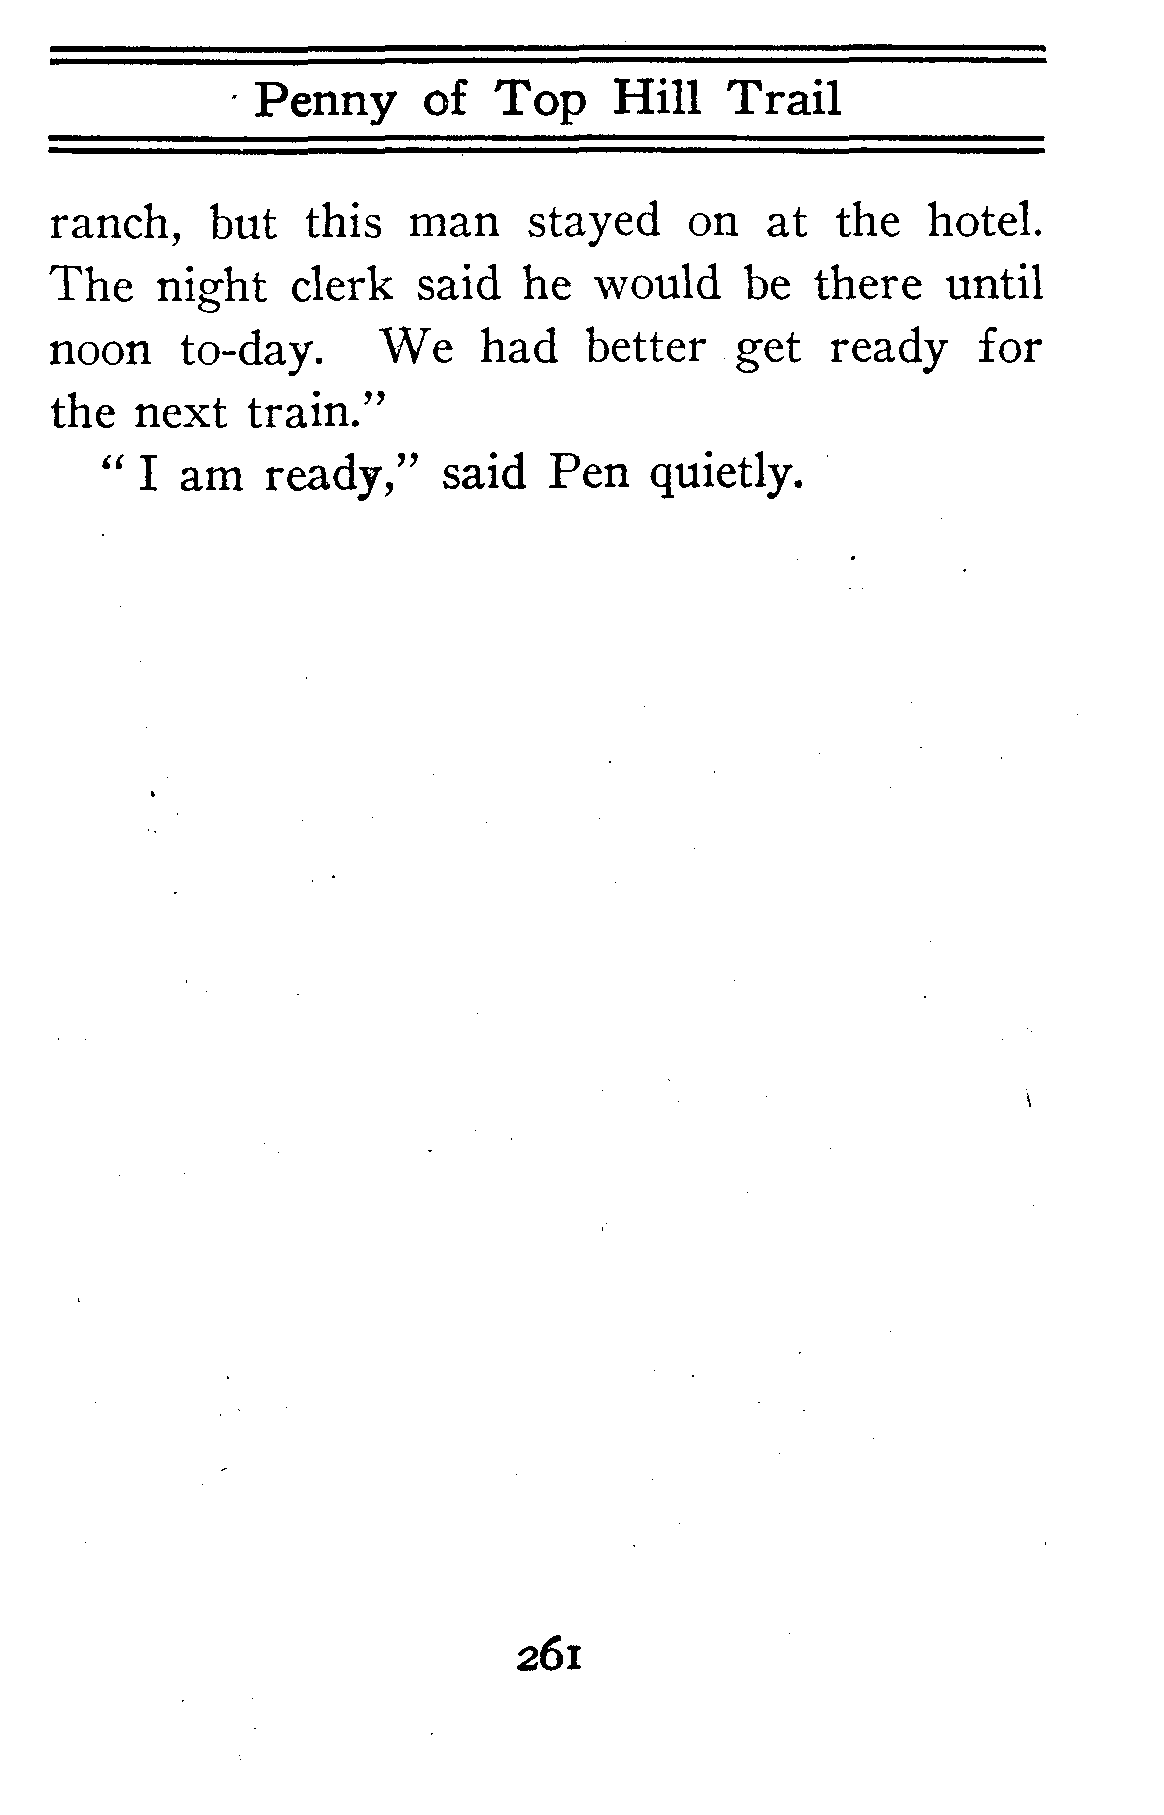 Penny of Top Hill Trail
ranch, but this man stayed on at the hotel.
The night clerk said he would be there until
noon to-day. We had better get ready for
the next train.”
“ I am ready,” said Pen quietly.
261